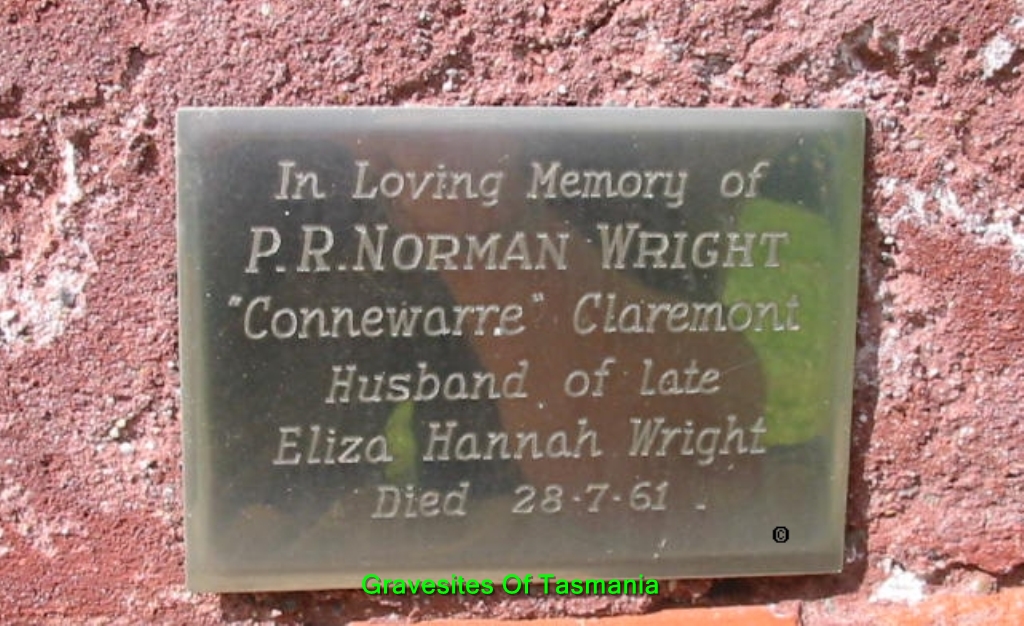 In Loving Memory of
P.R. NORMAN WRIGHT
"Connewarre" Claremont
Husband of late
Eliza Hannah Wright
Died 28-7-61.
©
Gravesites Of Tasmania